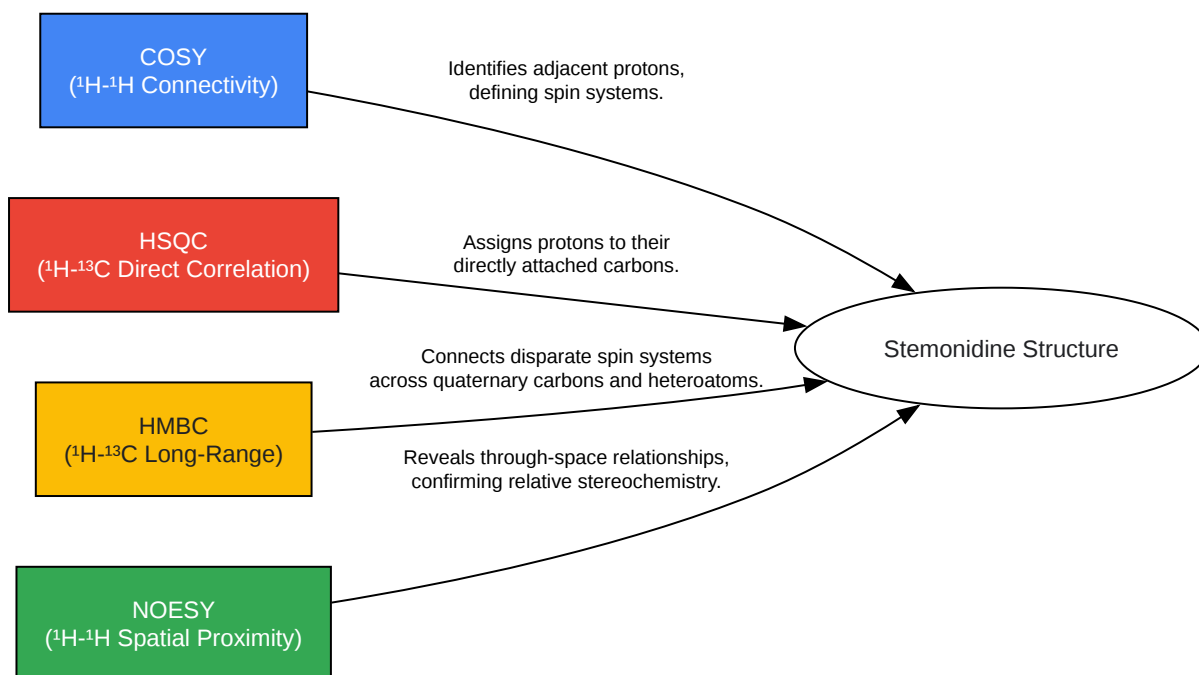 COSY
(¹H-¹H Connectivity)
Identifies adjacent protons,
defining spin systems.
HSQC
(¹H-¹³C Direct Correlation)
Assigns protons to their
directly attached carbons.
Stemonidine Structure
HMBC
(¹H-¹³C Long-Range)
Connects disparate spin systems
across quaternary carbons and heteroatoms.
NOESY
(¹H-¹H Spatial Proximity)
Reveals through-space relationships,
confirming relative stereochemistry.